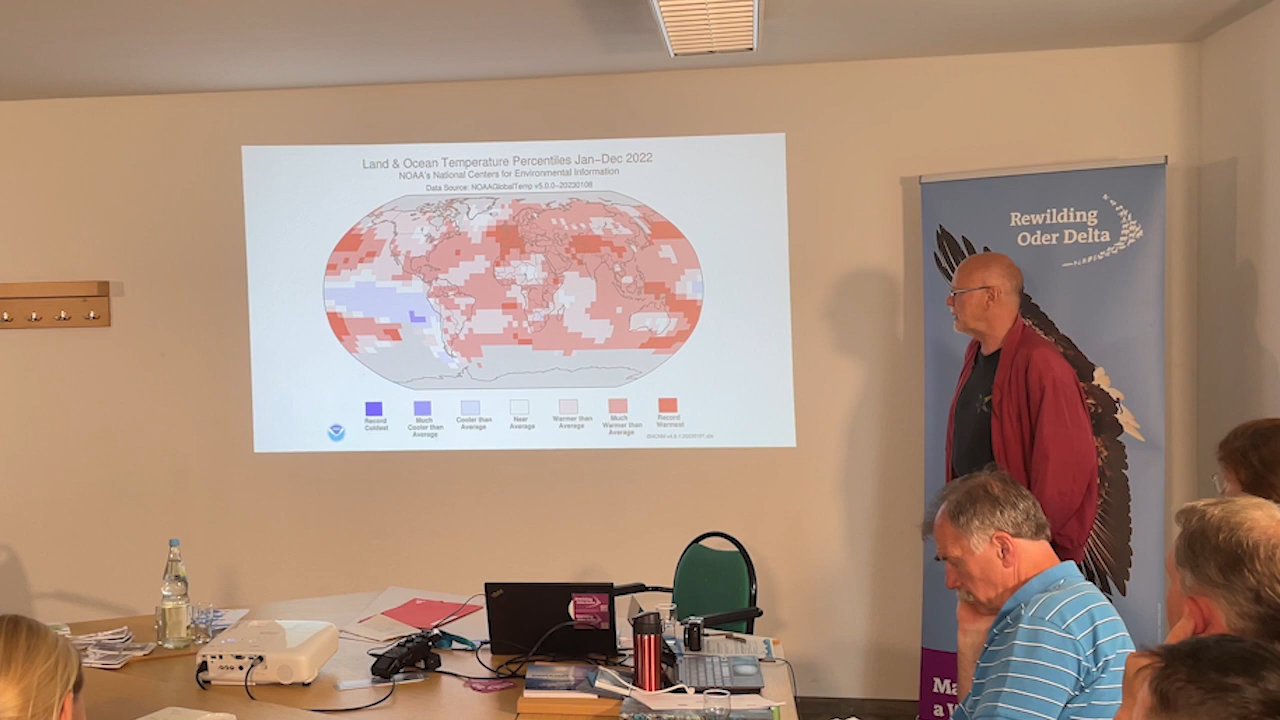 Land & Ocean Temperature Percentiles Jan–Dec 2022
NOAA's National Centers for Environmental Information
Data Source: NOAAGlobalTemp v5.0.0–20230108
Record
Coldest
Much
Cooler than
Average
Cooler than
Average
Near
Average
Warmer than
Average
Much
Warmer than
Average
Record
Warmest
Rewilding
Oder Delta
Ma
a W